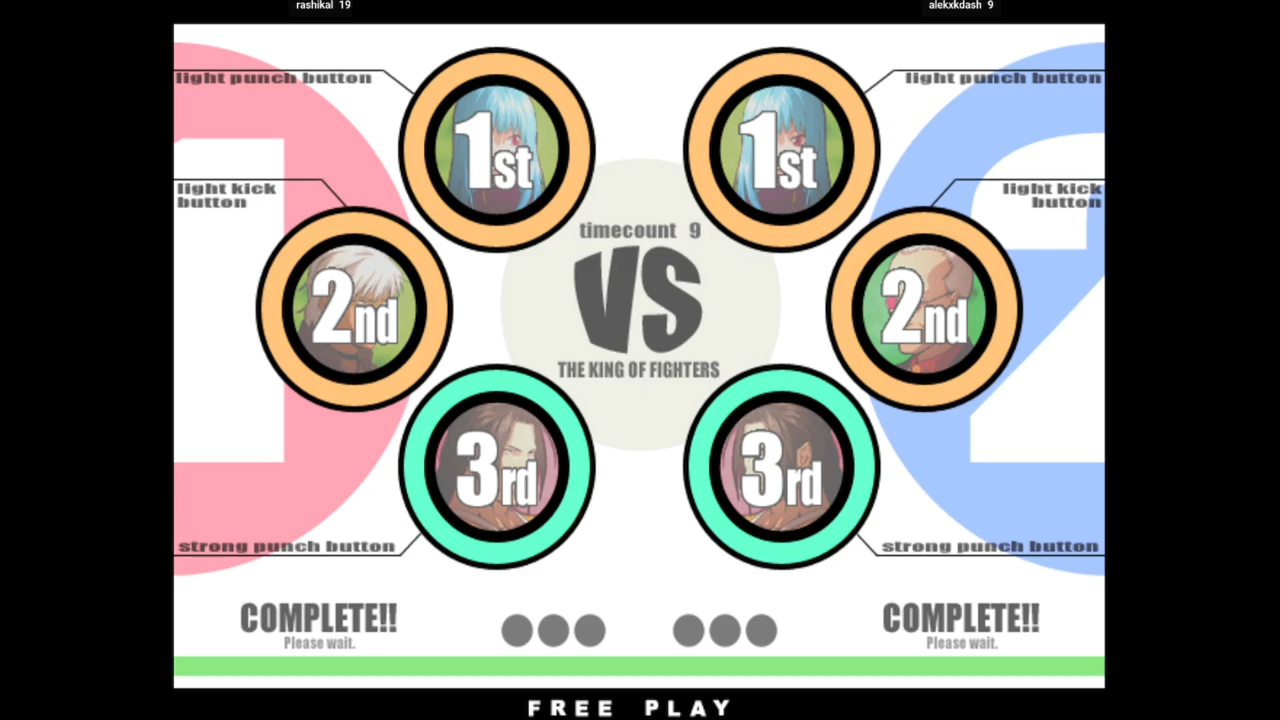 rashikal 19
alekxkdash 9
light punch button
light punch button
1st
1st
light kick
button
light kick
button
1
2
timecount 9
VS
THE KING OF FIGHTERS
2nd
2nd
3rd
3rd
strong punch button
strong punch button
COMPLETE!!
Please wait.
COMPLETE!!
Please wait.
FREE PLAY